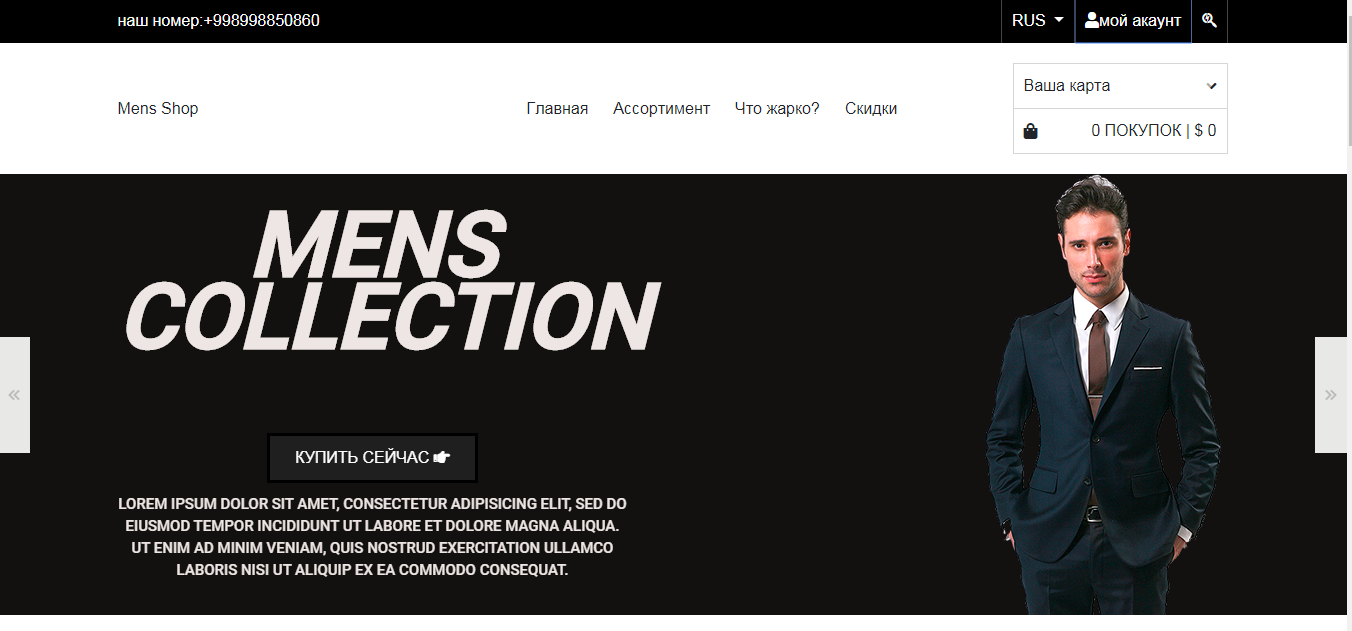 наш номер:+998998850860
RUS
мой акаунт
Mens Shop
Главная Ассортимент Что жарко? Скидки
Ваша карта
0 ПОКУПОК | $ 0
MENS
COLLECTION
«
»
КУПИТЬ СЕЙЧАС
LOREM IPSUM DOLOR SIT AMET, CONSECTETUR ADIPISICING ELIT, SED DO
EIUSMOD TEMPOR INCIDIDUNT UT LABORE ET DOLORE MAGNA ALIQUA.
UT ENIM AD MINIM VENIAM, QUIS NOSTRUD EXERCITATION ULLAMCO
LABORIS NISI UT ALIQUIP EX EA COMMODO CONSEQUAT.